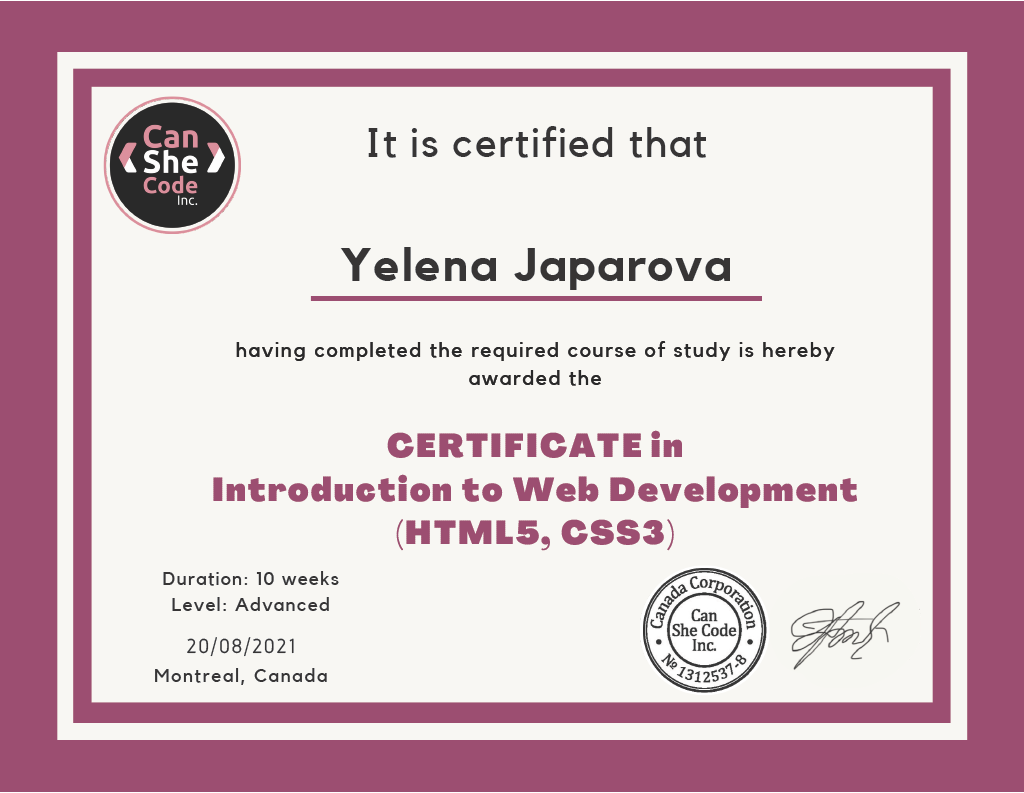 Can
She
Code
Inc.
It is certified that
Yelena Japarova
having completed the required course of study is hereby
awarded the
CERTIFICATE in
Introduction to Web Development
(HTML5, CSS3)
Duration: 10 weeks
Level: Advanced
20/08/2021
Montreal, Canada
Canada Corporation
Can
She Code
Inc.
№ 1312537-8